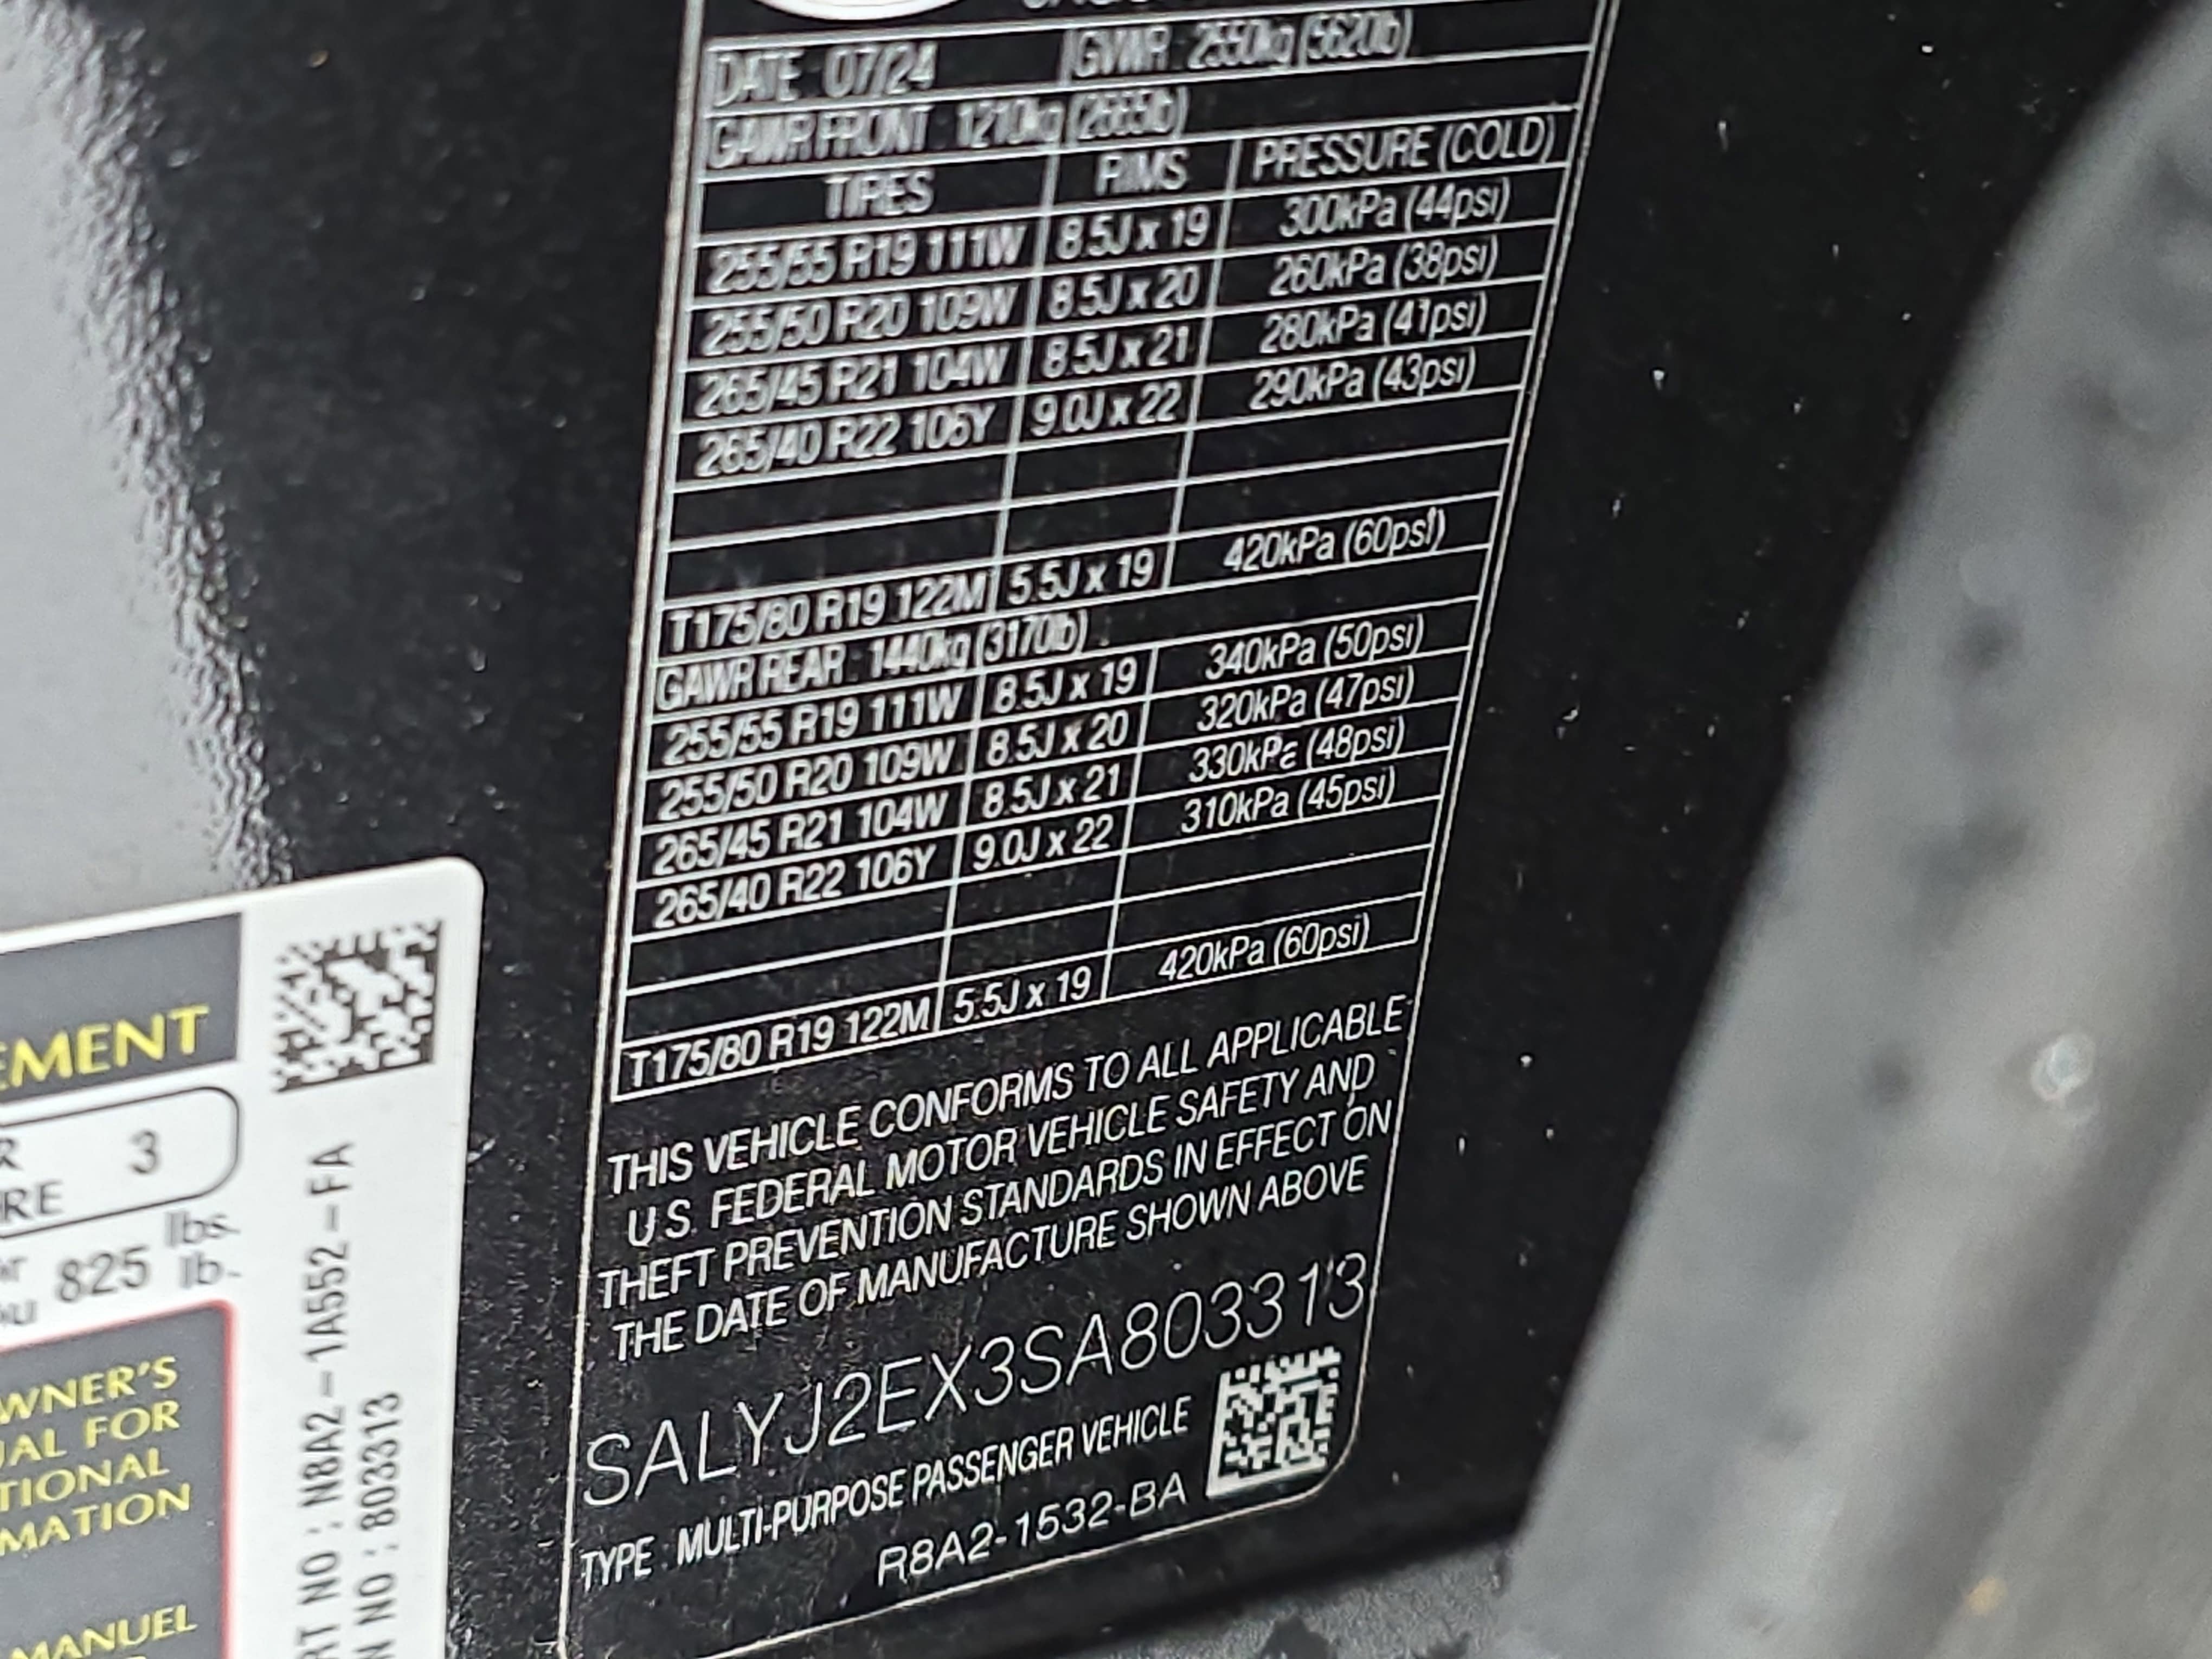 DATE : 07/24 GVWR : 2550kg (5620lb)
GAWR FRONT : 1210kg (2665lb)
TIRES RIMS PRESSURE (COLD)
255/55 R19 111W 8.5J x 19 300kPa (44psi)
255/50 R20 109W 8.5J x 20 260kPa (38psi)
265/45 R21 104W 8.5J x 21 280kPa (41psi)
265/40 R22 106Y 9.0J x 22 290kPa (43psi)
T175/80 R19 122M 5.5J x 19 420kPa (60psi)
GAWR REAR : 1440kg (3170lb)
255/55 R19 111W 8.5J x 19 340kPa (50psi)
255/50 R20 109W 8.5J x 20 320kPa (47psi)
265/45 R21 104W 8.5J x 21 330kPa (48psi)
265/40 R22 106Y 9.0J x 22 310kPa (45psi)
T175/80 R19 122M 5.5J x 19 420kPa (60psi)
THIS VEHICLE CONFORMS TO ALL APPLICABLE
U.S. FEDERAL MOTOR VEHICLE SAFETY AND
THEFT PREVENTION STANDARDS IN EFFECT ON
THE DATE OF MANUFACTURE SHOWN ABOVE
SALYJ2EX3SA803313
TYPE : MULTI-PURPOSE PASSENGER VEHICLE
R8A2-1532-BA
EMENT
R 3
RE
lbs.
825 lb-
WNER'S
UAL FOR
TIONAL
MATION
MANUEL
RT NO : N8A2-1A552-FA
N NO : 803313